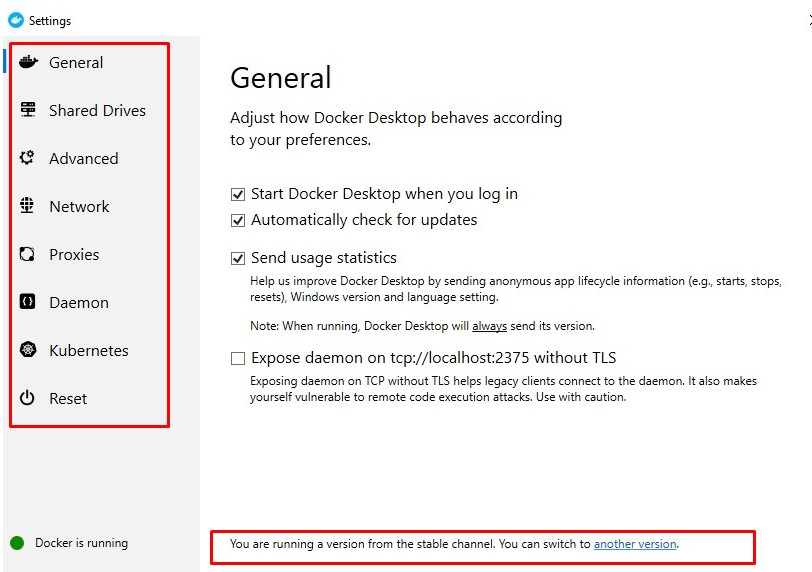 Settings
General
Shared Drives
Advanced
Network
Proxies
Daemon
Kubernetes
Reset
Docker is running
General
Adjust how Docker Desktop behaves according
to your preferences.
Start Docker Desktop when you log in
Automatically check for updates
Send usage statistics
Help us improve Docker Desktop by sending anonymous app lifecycle information (e.g., starts, stops,
resets), Windows version and language setting.
Note: When running, Docker Desktop will always send its version.
Expose daemon on tcp://localhost:2375 without TLS
Exposing daemon on TCP without TLS helps legacy clients connect to the daemon. It also makes
yourself vulnerable to remote code execution attacks. Use with caution.
You are running a version from the stable channel. You can switch to another version.